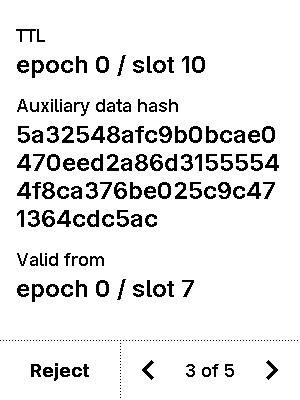 TTL
epoch 0 / slot 10
Auxiliary data hash
5a32548afc9b0bcae0
470eed2a86d3155554
4f8ca376be025c9c47
1364cdc5ac
Valid from
epoch 0 / slot 7
Reject
3 of 5